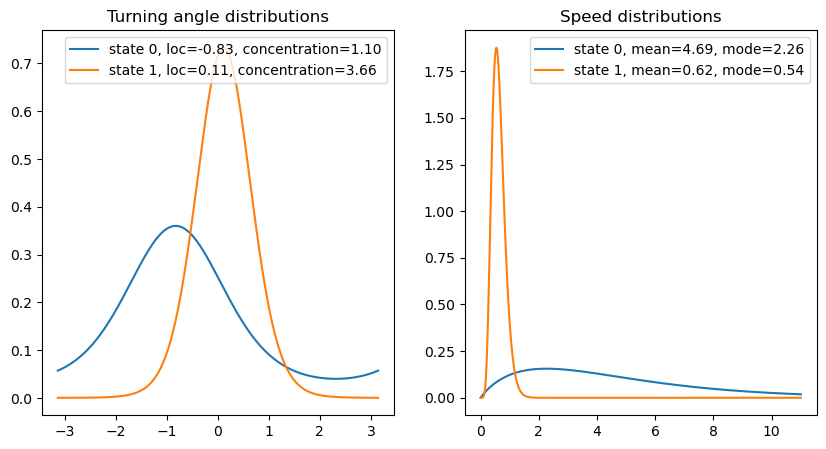 Turning angle distributions
state 0, loc=-0.83, concentration=1.10
state 1, loc=0.11, concentration=3.66
0.7
0.6
0.5
0.4
0.3
0.2
0.1
0.0
−3 −2 −1 0 1 2 3
Speed distributions
state 0, mean=4.69, mode=2.26
state 1, mean=0.62, mode=0.54
1.75
1.50
1.25
1.00
0.75
0.50
0.25
0.00
0 2 4 6 8 10